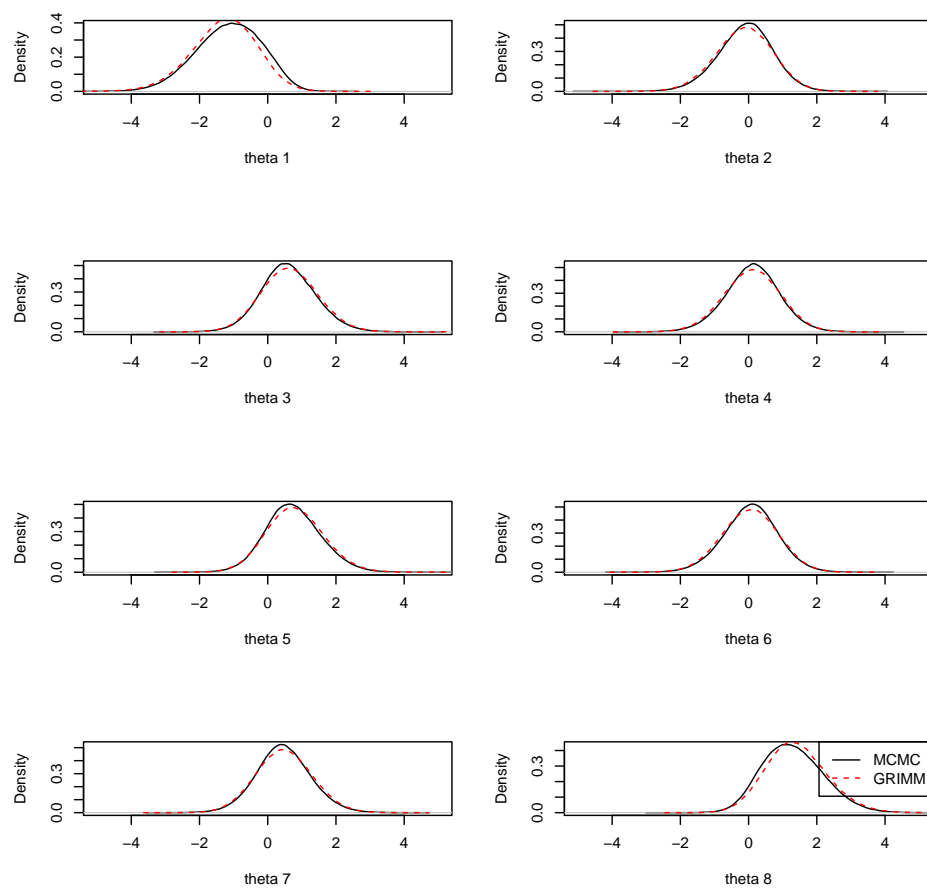 Density
0.0 0.2 0.4
−4 −2 0 2 4
theta 1
Density
0.0 0.3
−4 −2 0 2 4
theta 2
Density
0.0 0.3
−4 −2 0 2 4
theta 3
Density
0.0 0.3
−4 −2 0 2 4
theta 4
Density
0.0 0.3
−4 −2 0 2 4
theta 5
Density
0.0 0.3
−4 −2 0 2 4
theta 6
Density
0.0 0.3
−4 −2 0 2 4
theta 7
Density
0.0 0.3
MCMC
GRIMM
−4 −2 0 2 4
theta 8